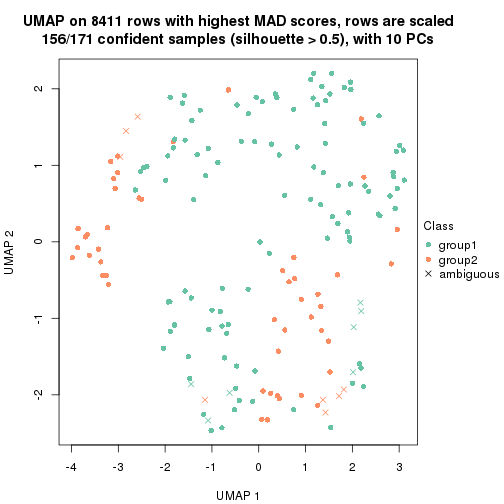 UMAP on 8411 rows with highest MAD scores, rows are scaled
156/171 confident samples (silhouette > 0.5), with 10 PCs
2
1
0
-1
-2
UMAP 2
-4 -3 -2 -1 0 1 2 3
UMAP 1
Class
group1
group2
ambiguous